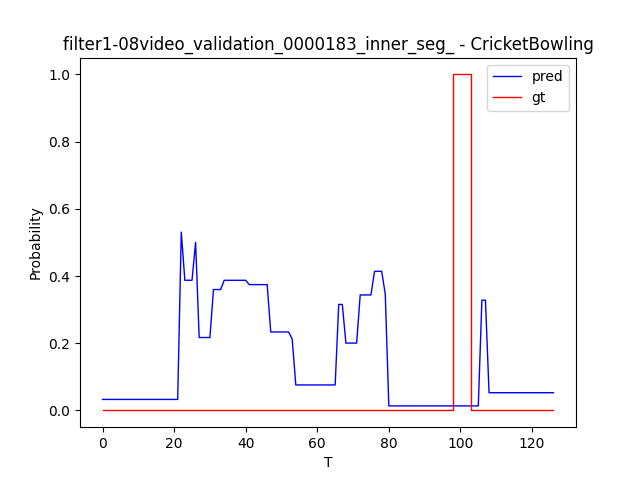 filter1-08video_validation_0000183_inner_seg_ - CricketBowling
pred
gt
Probability
1.0
0.8
0.6
0.4
0.2
0.0
0 20 40 60 80 100 120
T